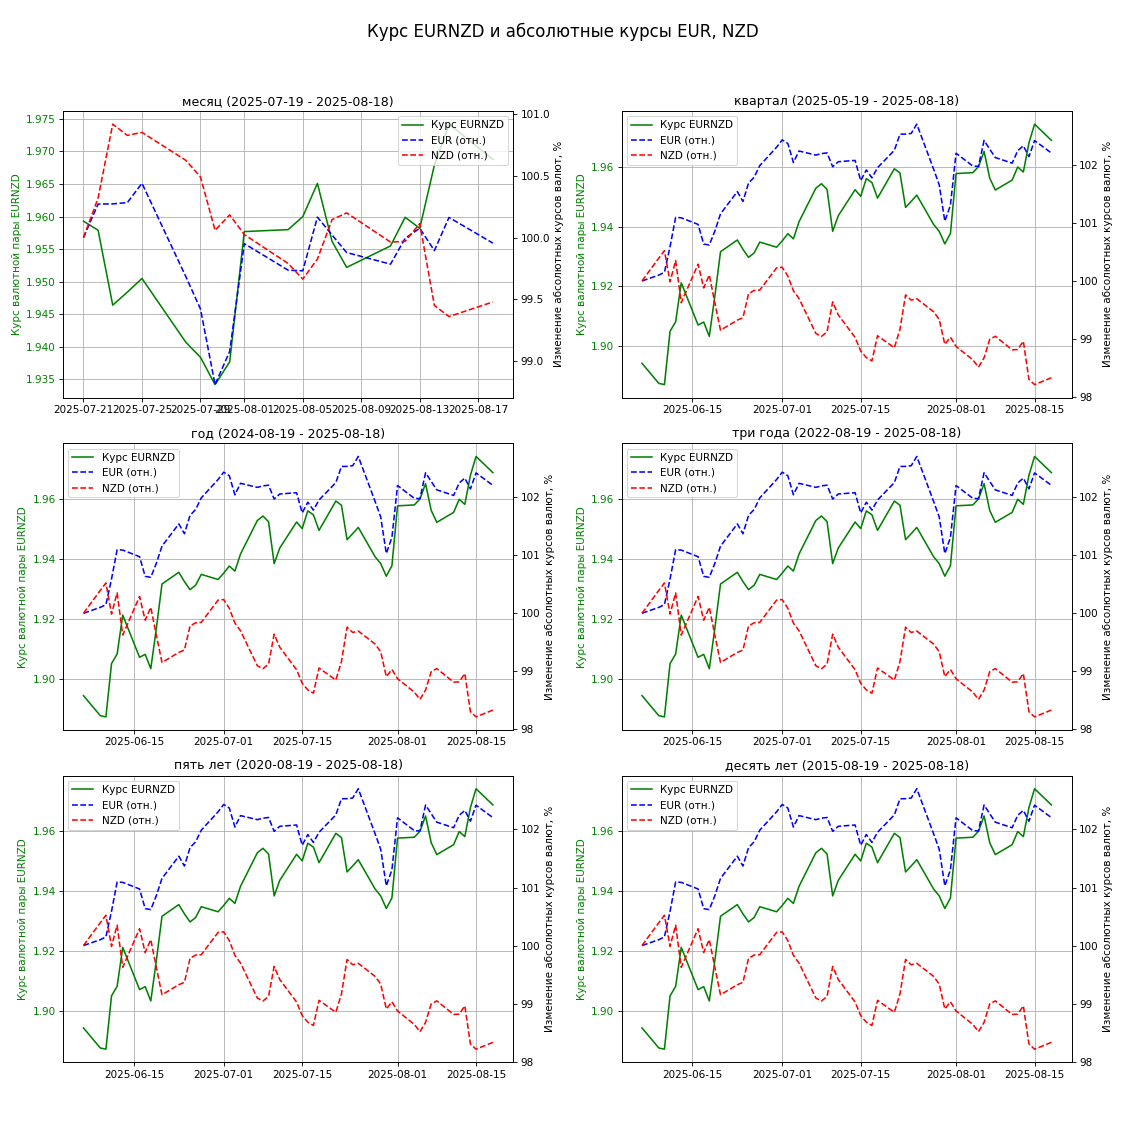 Курс EURNZD и абсолютные курсы EUR, NZD
месяц (2025-07-19 - 2025-08-18)
Курс валютной пары EURNZD
1.975
1.970
1.965
1.960
1.955
1.950
1.945
1.940
1.935
Курс EURNZD
EUR (отн.)
NZD (отн.)
101.0
100.5
100.0
99.5
99.0
Изменение абсолютных курсов валют, %
2025-07-21 2025-07-25 2025-07-29 2025-08-01 2025-08-05 2025-08-09 2025-08-13 2025-08-17
квартал (2025-05-19 - 2025-08-18)
Курс валютной пары EURNZD
1.96
1.94
1.92
1.90
Курс EURNZD
EUR (отн.)
NZD (отн.)
102
101
100
99
98
Изменение абсолютных курсов валют, %
2025-06-15 2025-07-01 2025-07-15 2025-08-01 2025-08-15
год (2024-08-19 - 2025-08-18)
Курс валютной пары EURNZD
1.96
1.94
1.92
1.90
Курс EURNZD
EUR (отн.)
NZD (отн.)
102
101
100
99
98
Изменение абсолютных курсов валют, %
2025-06-15 2025-07-01 2025-07-15 2025-08-01 2025-08-15
три года (2022-08-19 - 2025-08-18)
Курс валютной пары EURNZD
1.96
1.94
1.92
1.90
Курс EURNZD
EUR (отн.)
NZD (отн.)
102
101
100
99
98
Изменение абсолютных курсов валют, %
2025-06-15 2025-07-01 2025-07-15 2025-08-01 2025-08-15
пять лет (2020-08-19 - 2025-08-18)
Курс валютной пары EURNZD
1.96
1.94
1.92
1.90
Курс EURNZD
EUR (отн.)
NZD (отн.)
102
101
100
99
98
Изменение абсолютных курсов валют, %
2025-06-15 2025-07-01 2025-07-15 2025-08-01 2025-08-15
десять лет (2015-08-19 - 2025-08-18)
Курс валютной пары EURNZD
1.96
1.94
1.92
1.90
Курс EURNZD
EUR (отн.)
NZD (отн.)
102
101
100
99
98
Изменение абсолютных курсов валют, %
2025-06-15 2025-07-01 2025-07-15 2025-08-01 2025-08-15